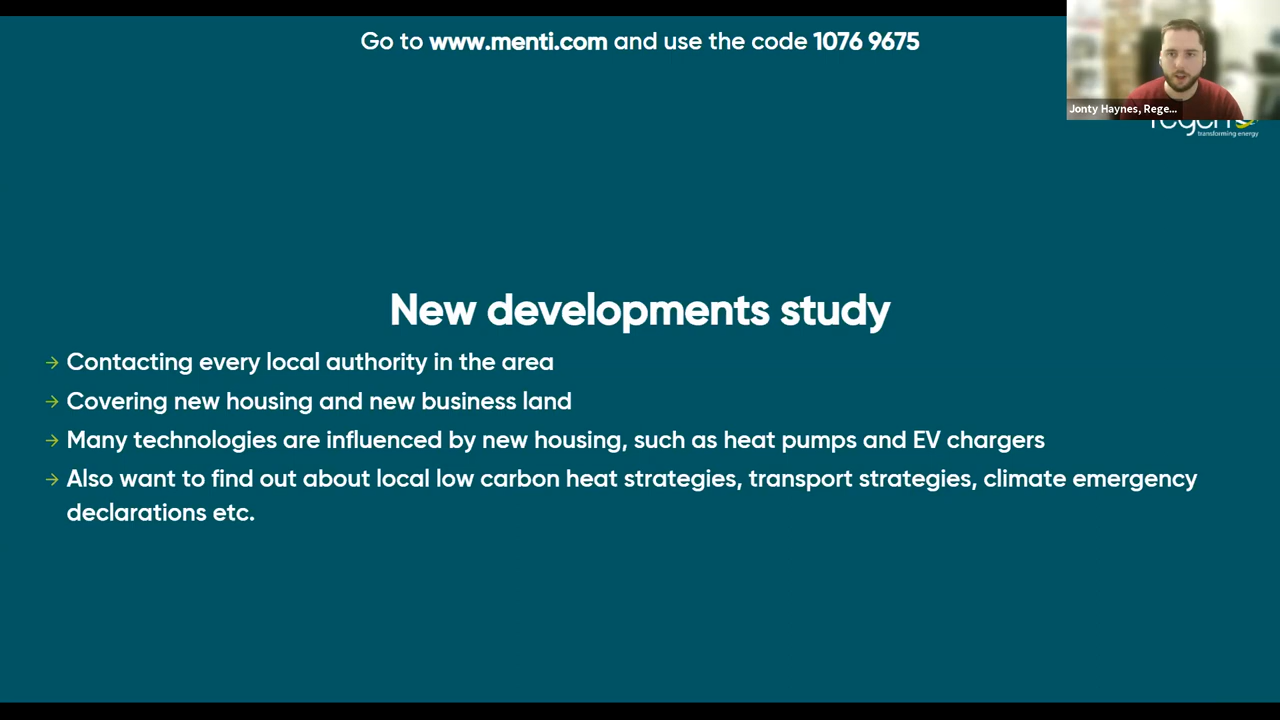 Go to www.menti.com and use the code 1076 9675
Jonty Haynes, Rege...
regen
transforming energy
New developments study
→ Contacting every local authority in the area
→ Covering new housing and new business land
→ Many technologies are influenced by new housing, such as heat pumps and EV chargers
→ Also want to find out about local low carbon heat strategies, transport strategies, climate emergency
declarations etc.